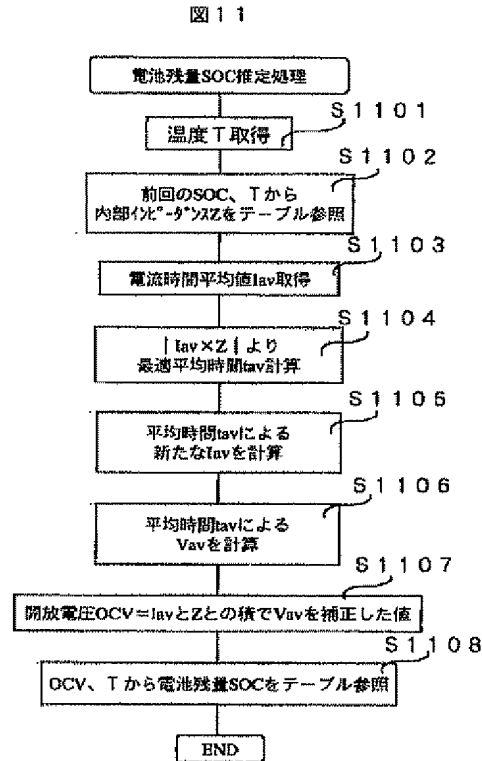 図11
電池残量SOC推定処理
S1101
温度T取得
S1102
前回のSOC、Tから
内部インピーダンスZをテーブル参照
S1103
電流時間平均値Iav取得
S1104
｜Iav×Z｜より
最適平均時間tav計算
S1105
平均時間tavによる
新たなIavを計算
S1106
平均時間tavによる
Vavを計算
S1107
開放電圧OCV＝IavとZとの積でVavを補正した値
S1108
OCV、Tから電池残量SOCをテーブル参照
END